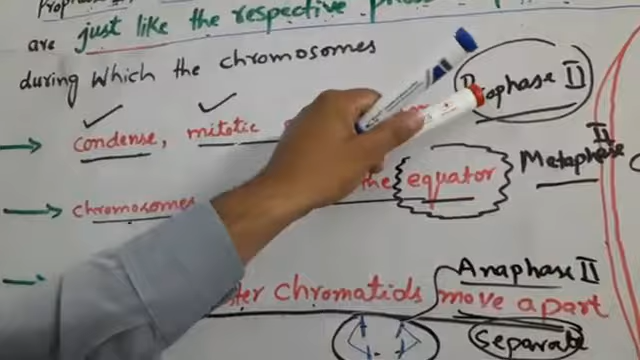 are just like the respective
during which the chromosomes
condense, mitotic
Prophase II
the equator
Metaphase II
chromosomes
Anaphase II
chromatids move apart
Separate